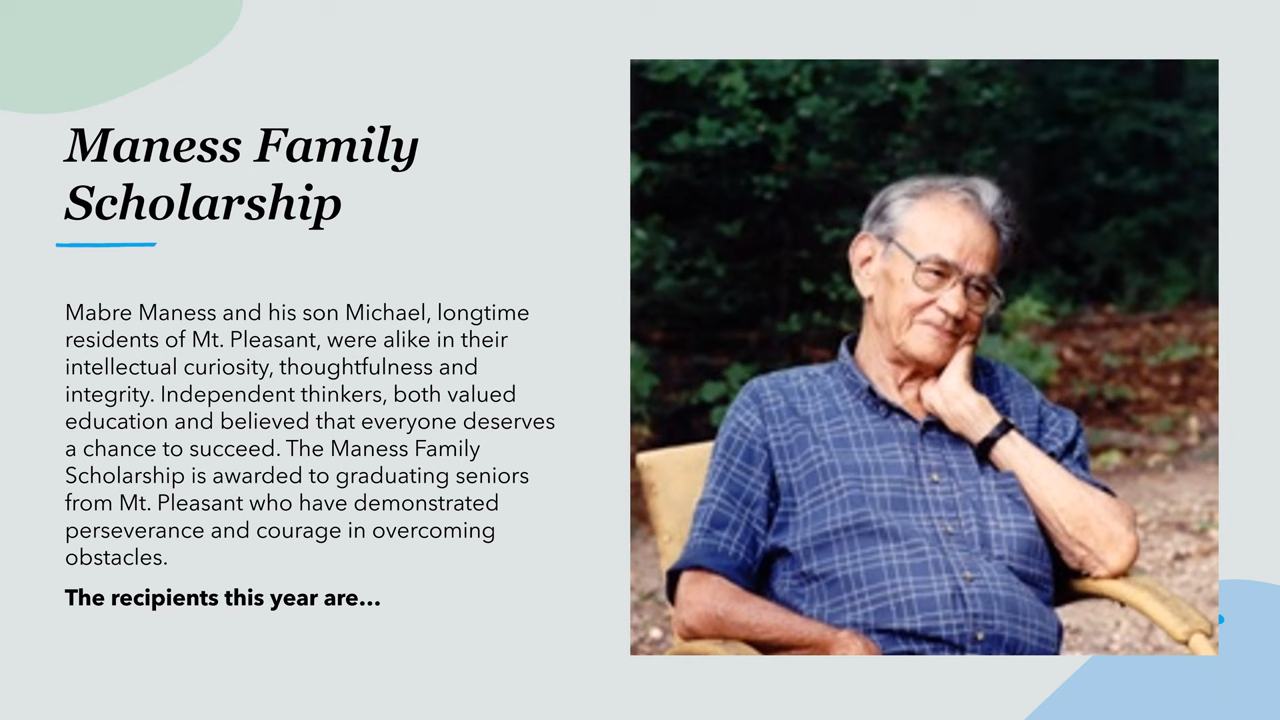 Maness Family
Scholarship
Mabre Maness and his son Michael, longtime
residents of Mt. Pleasant, were alike in their
intellectual curiosity, thoughtfulness and
integrity. Independent thinkers, both valued
education and believed that everyone deserves
a chance to succeed. The Maness Family
Scholarship is awarded to graduating seniors
from Mt. Pleasant who have demonstrated
perseverance and courage in overcoming
obstacles.
The recipients this year are…